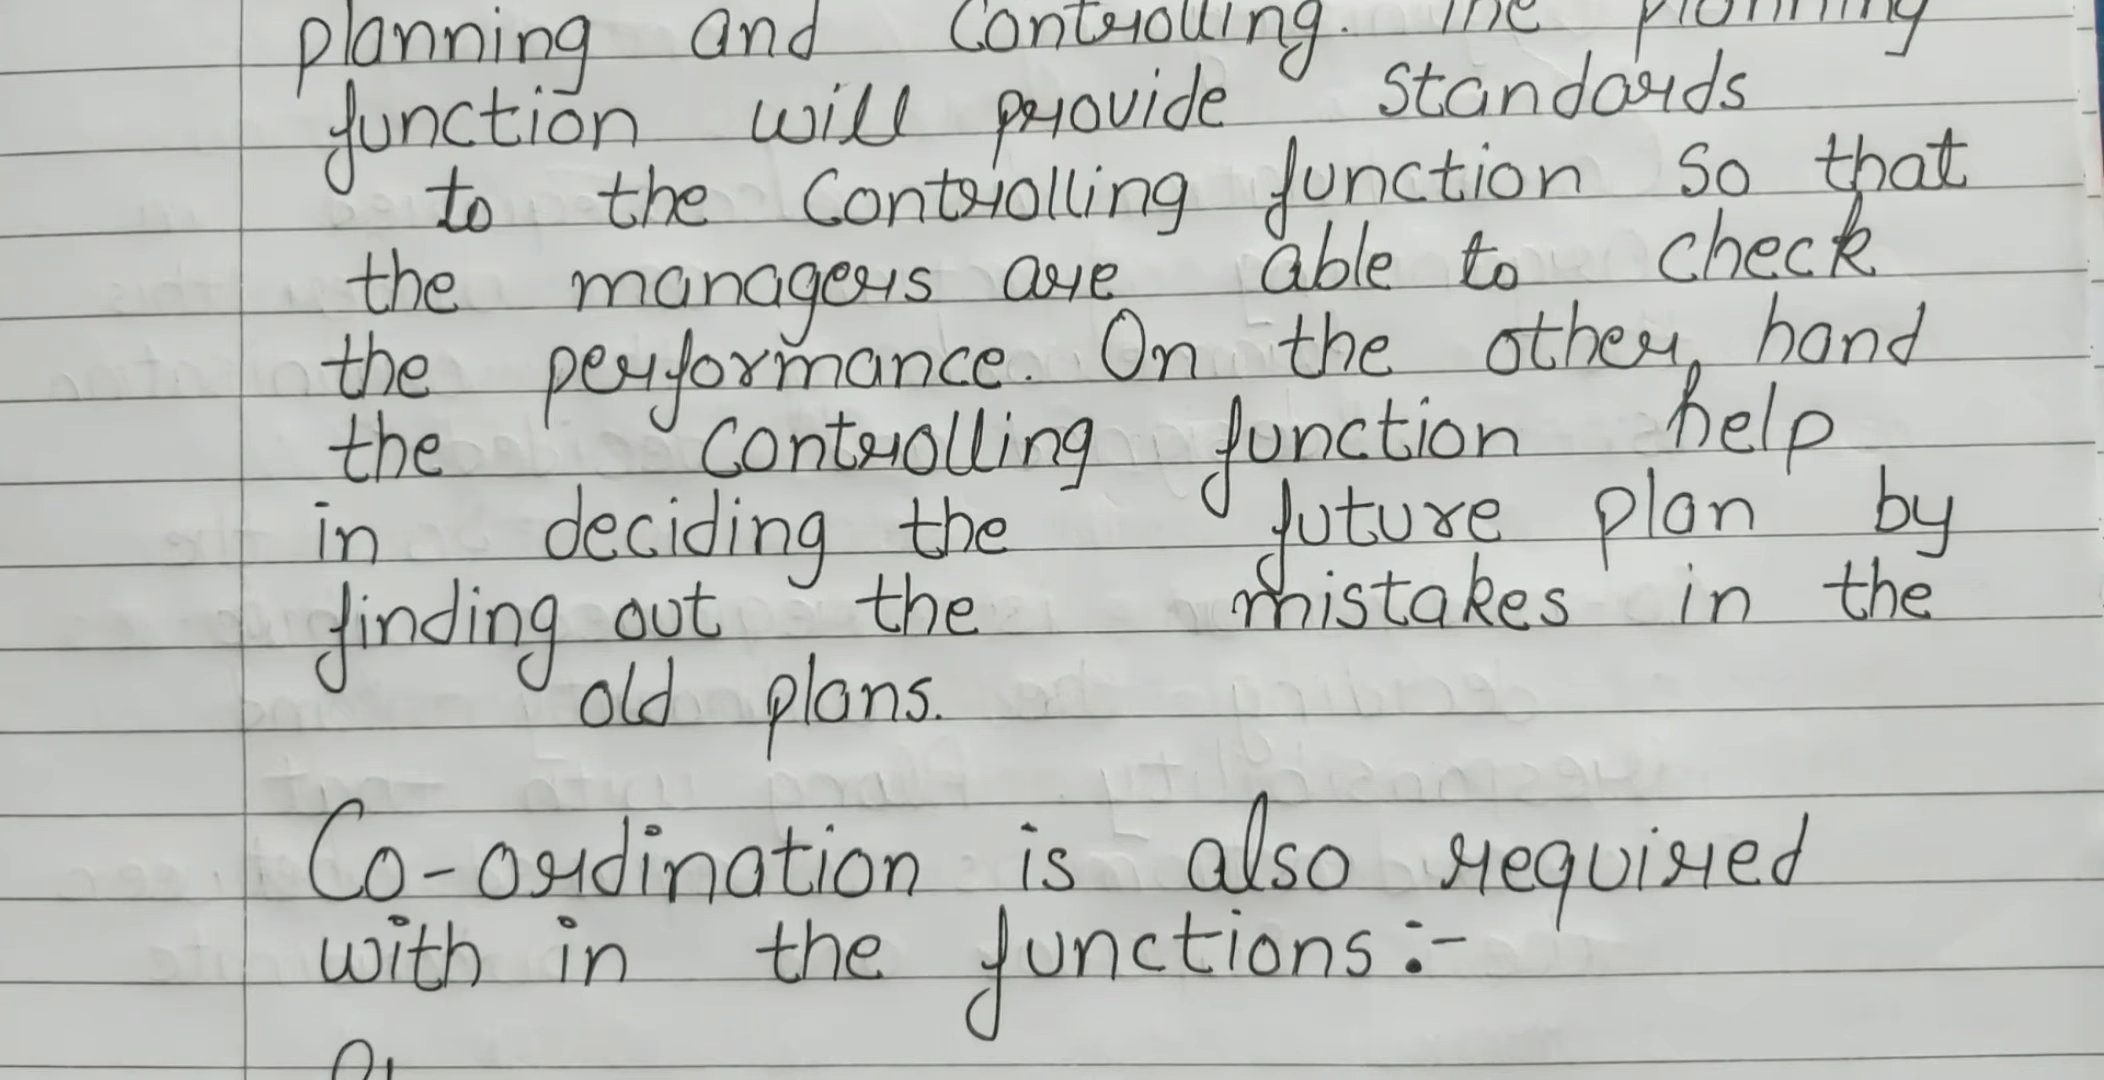 planning and Controlling. The planning
function will provide standards
to the Controlling function so that
the managers are able to check
the performance. On the other hand
the Controlling function help
in deciding the future plan by
finding out the mistakes in the
old plans.
Co-ordination is also required
with in the functions:-